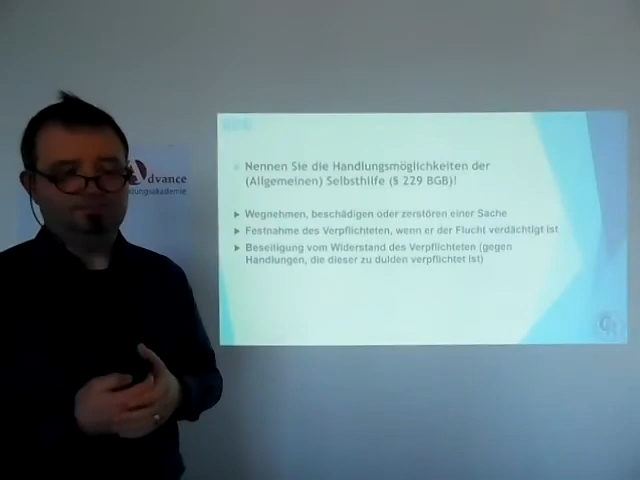 Advance
Nennen Sie die Handlungsmöglichkeiten der
(Allgemeinen) Selbsthilfe (§ 229 BGB)!
Wegnehmen, beschädigen oder zerstören einer Sache
Festnahme des Verpflichteten, wenn er der Flucht verdächtigt ist
Beseitigung vom Widerstand des Verpflichteten (gegen
Handlungen, die dieser zu dulden verpflichtet ist)